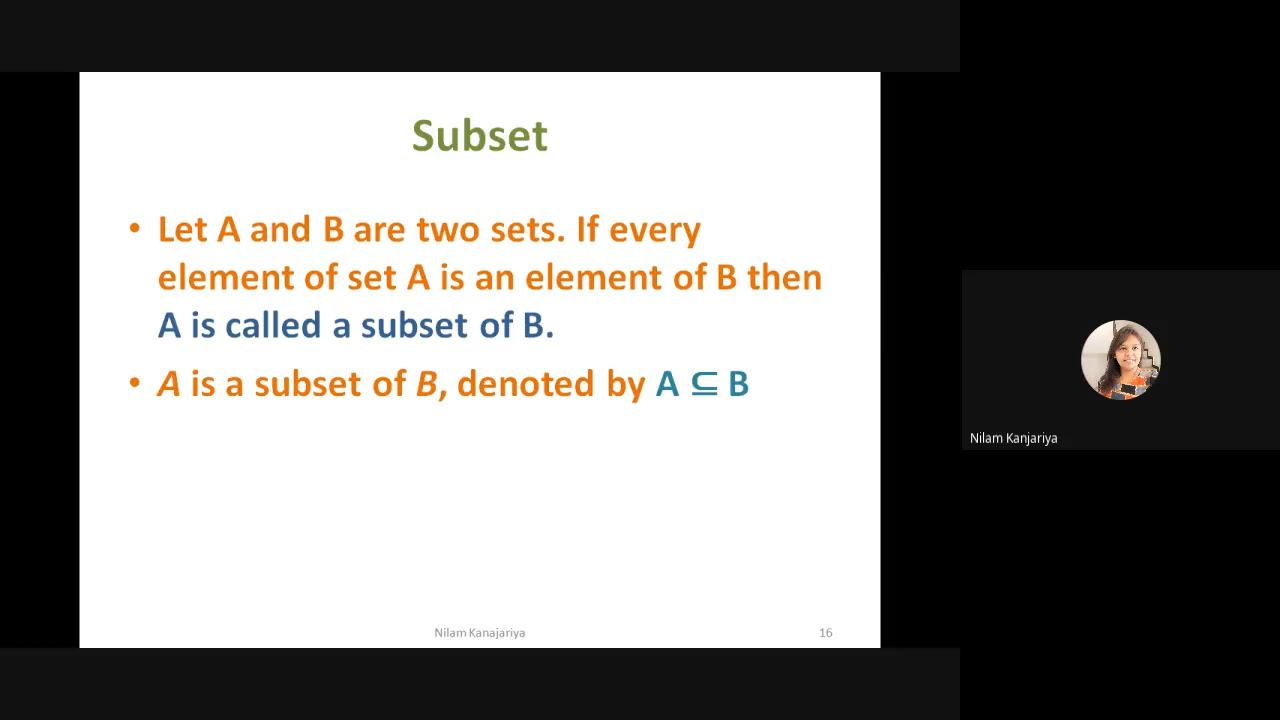 Subset
• Let A and B are two sets. If every
element of set A is an element of B then
A is called a subset of B.
• A is a subset of B, denoted by A ⊆ B
Nilam Kanajariya
16
Nilam Kanjariya